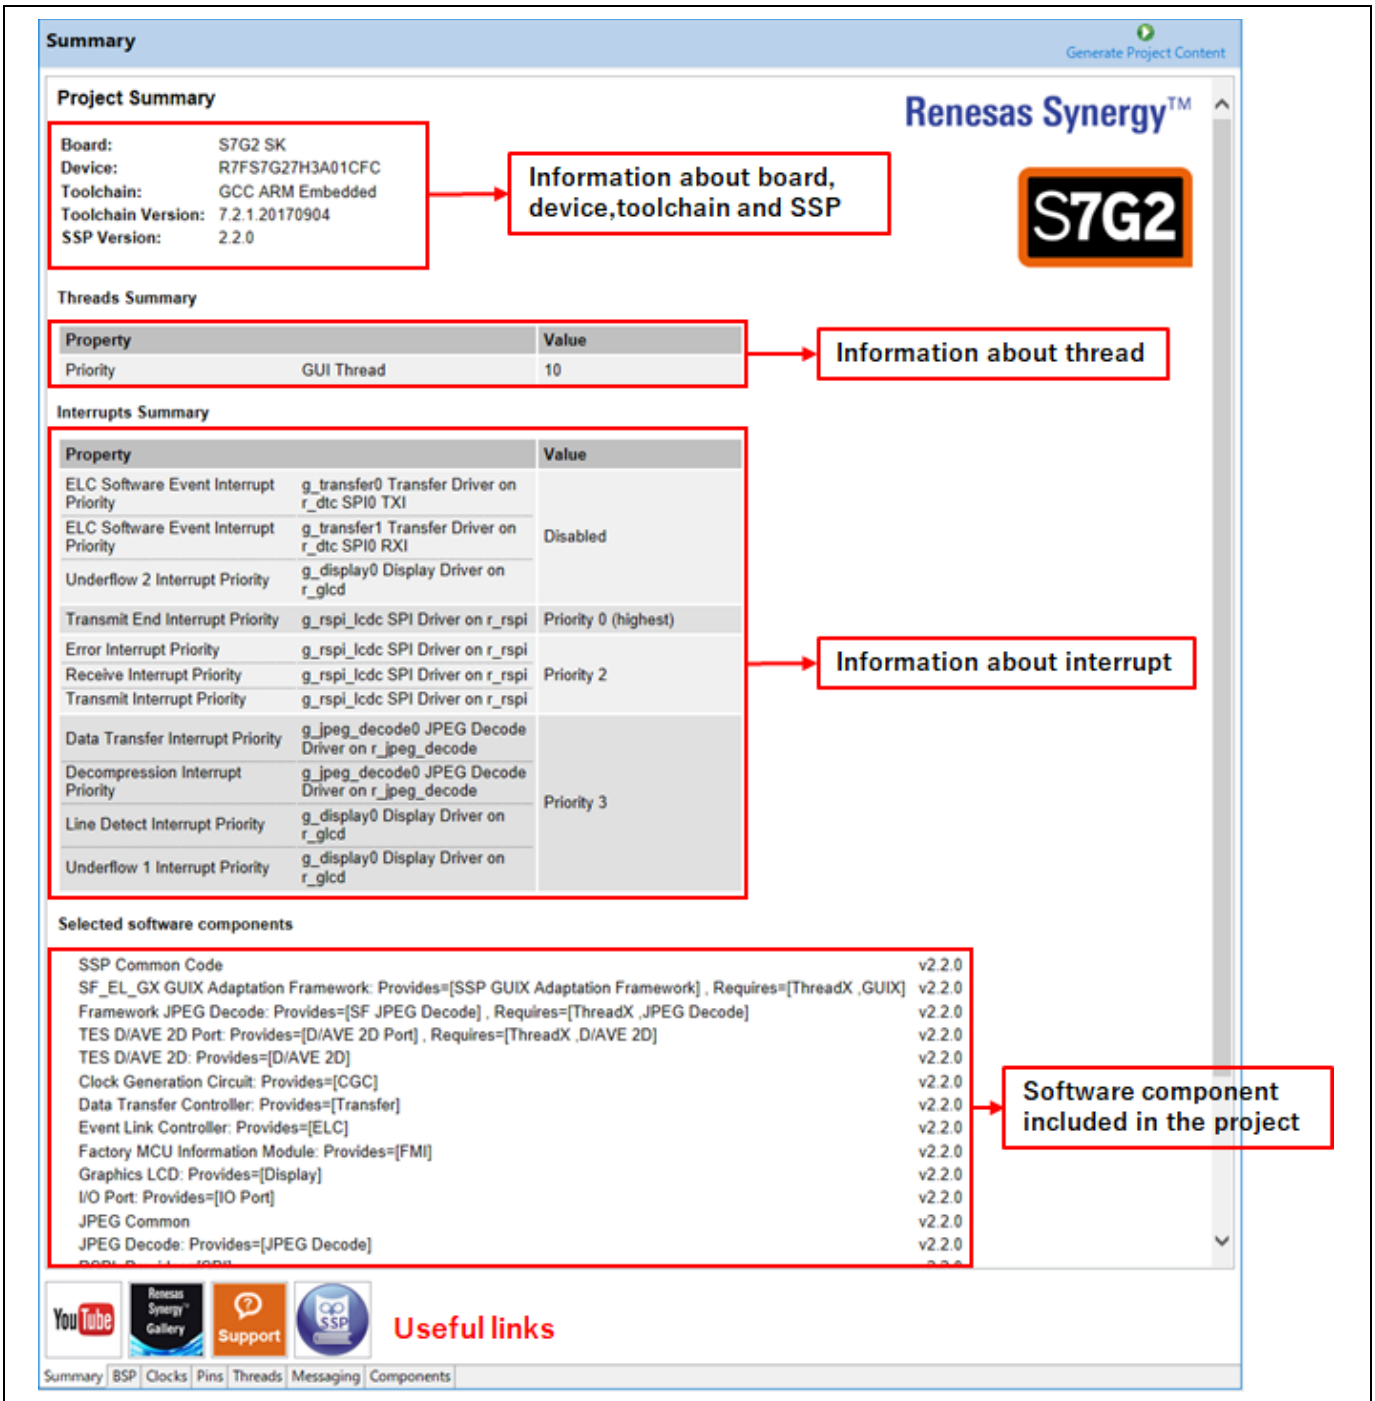 Summary
Generate Project Content
Project Summary
Renesas Synergy™
Board: S7G2 SK
Device: R7FS7G27H3A01CFC
Toolchain: GCC ARM Embedded
Toolchain Version: 7.2.1.20170904
SSP Version: 2.2.0
Information about board,
device,toolchain and SSP
S7G2
Threads Summary
Property Value
Priority GUI Thread 10
Information about thread
Interrupts Summary
Property Value
ELC Software Event Interrupt
Priority
g_transfer0 Transfer Driver on
r_dtc SPI0 TXI
ELC Software Event Interrupt
Priority
g_transfer1 Transfer Driver on
r_dtc SPI0 RXI
Disabled
Underflow 2 Interrupt Priority
g_display0 Display Driver on
r_glcd
Transmit End Interrupt Priority g_rspi_lcdc SPI Driver on r_rspi Priority 0 (highest)
Error Interrupt Priority g_rspi_lcdc SPI Driver on r_rspi
Receive Interrupt Priority g_rspi_lcdc SPI Driver on r_rspi Priority 2
Transmit Interrupt Priority g_rspi_lcdc SPI Driver on r_rspi
Information about interrupt
Data Transfer Interrupt Priority
g_jpeg_decode0 JPEG Decode
Driver on r_jpeg_decode
Decompression Interrupt
Priority
g_jpeg_decode0 JPEG Decode
Driver on r_jpeg_decode
Priority 3
Line Detect Interrupt Priority
g_display0 Display Driver on
r_glcd
Underflow 1 Interrupt Priority
g_display0 Display Driver on
r_glcd
Selected software components
SSP Common Code v2.2.0
SF_EL_GX GUIX Adaptation Framework: Provides=[SSP GUIX Adaptation Framework] , Requires=[ThreadX ,GUIX] v2.2.0
Framework JPEG Decode: Provides=[SF JPEG Decode] , Requires=[ThreadX ,JPEG Decode] v2.2.0
TES D/AVE 2D Port: Provides=[D/AVE 2D Port] , Requires=[ThreadX ,D/AVE 2D] v2.2.0
TES D/AVE 2D: Provides=[D/AVE 2D] v2.2.0
Clock Generation Circuit: Provides=[CGC] v2.2.0
Data Transfer Controller: Provides=[Transfer] v2.2.0
Event Link Controller: Provides=[ELC] v2.2.0
Factory MCU Information Module: Provides=[FMI] v2.2.0
Graphics LCD: Provides=[Display] v2.2.0
I/O Port: Provides=[IO Port] v2.2.0
JPEG Common v2.2.0
JPEG Decode: Provides=[JPEG Decode] v2.2.0
Software component
included in the project
YouTube
Renesas
Synergy™
Gallery
Support
SSP
Useful links
Summary BSP Clocks Pins Threads Messaging Components